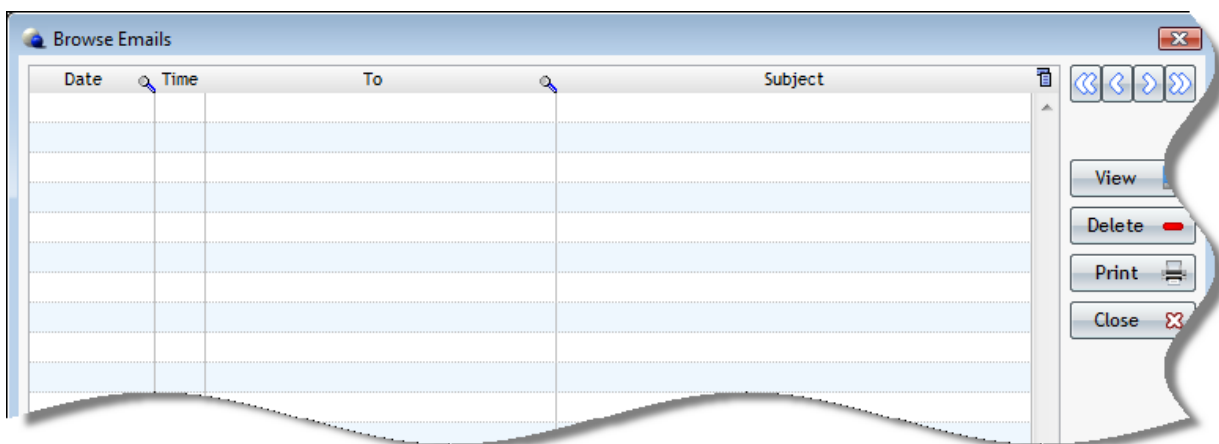 Browse Emails
Date Time To Subject
View
Delete
Print
Close